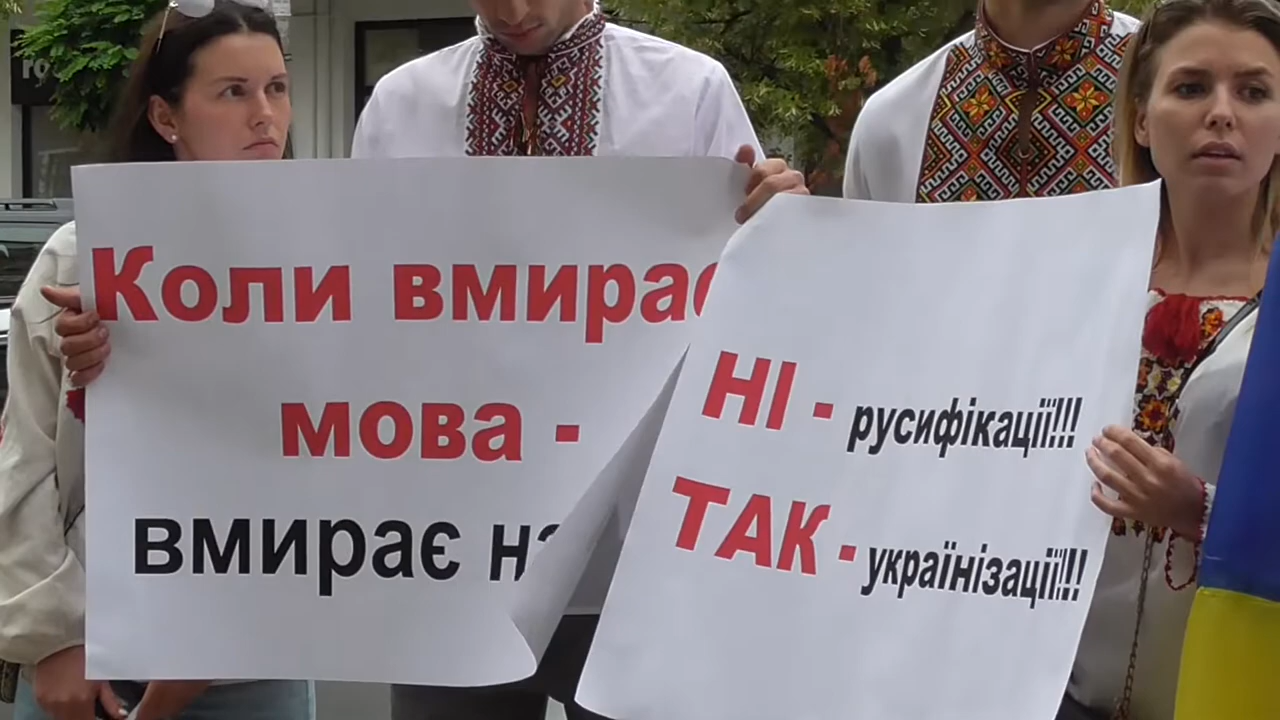 Коли вмирає
мова -
вмирає
НІ - русифікації!!!
ТАК - українізації!!!